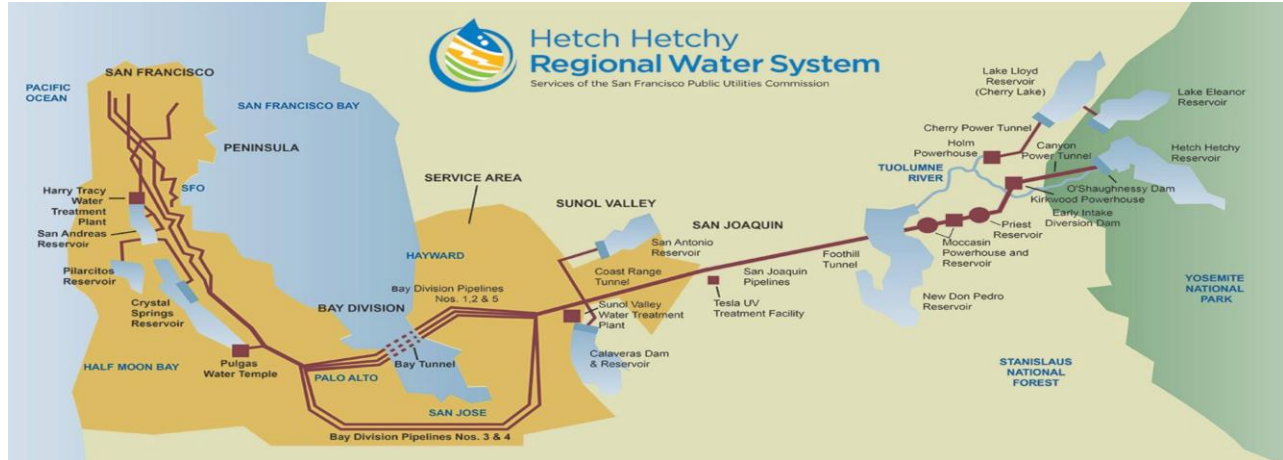 Hetch Hetchy
Regional Water System
Services of the San Francisco Public Utilities Commission
PACIFIC
OCEAN
SAN FRANCISCO
SAN FRANCISCO BAY
PENINSULA
SFO
Harry Tracy
Water
Treatment
Plant
San Andreas
Reservoir
Pilarcitos
Reservoir
Crystal
Springs
Reservoir
HALF MOON BAY
Pulgas
Water Temple
SERVICE AREA
SUNOL VALLEY
HAYWARD
BAY DIVISION
Bay Division Pipelines
Nos. 1,2 & 5
Bay Tunnel
PALO ALTO
SAN JOSE
Bay Division Pipelines Nos. 3 & 4
San Antonio
Reservoir
Coast Range
Tunnel
Sunol Valley
Water Treatment
Plant
Calaveras Dam
& Reservoir
SAN JOAQUIN
San Joaquin
Pipelines
Tesla UV
Treatment Facility
Foothill
Tunnel
New Don Pedro
Reservoir
Moccasin
Powerhouse and
Reservoir
Priest
Reservoir
TUOLUMNE
RIVER
Lake Lloyd
Reservoir
(Cherry Lake)
Lake Eleanor
Reservoir
Cherry Power Tunnel
Holm
Powerhouse
Canyon
Power Tunnel
Hetch Hetchy
Reservoir
O'Shaughnessy Dam
Kirkwood Powerhouse
Early Intake
Diversion Dam
YOSEMITE
NATIONAL
PARK
STANISLAUS
NATIONAL
FOREST